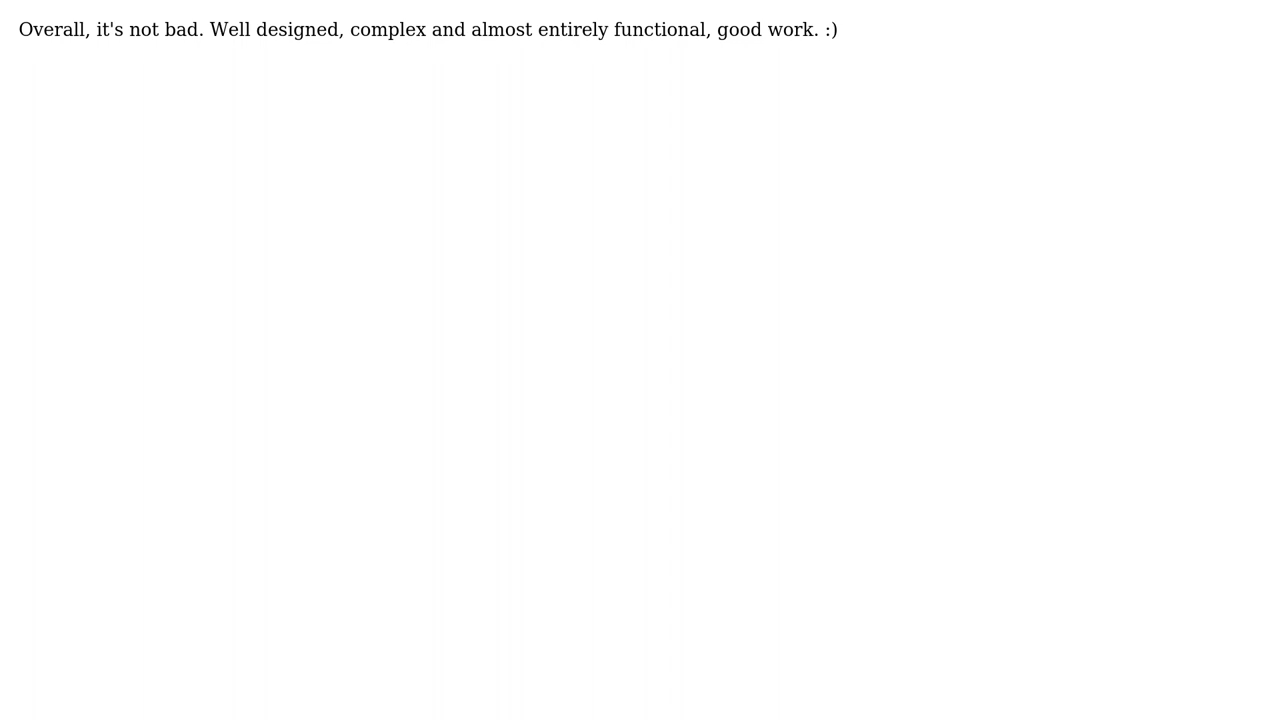 Overall, it's not bad. Well designed, complex and almost entirely functional, good work. :)